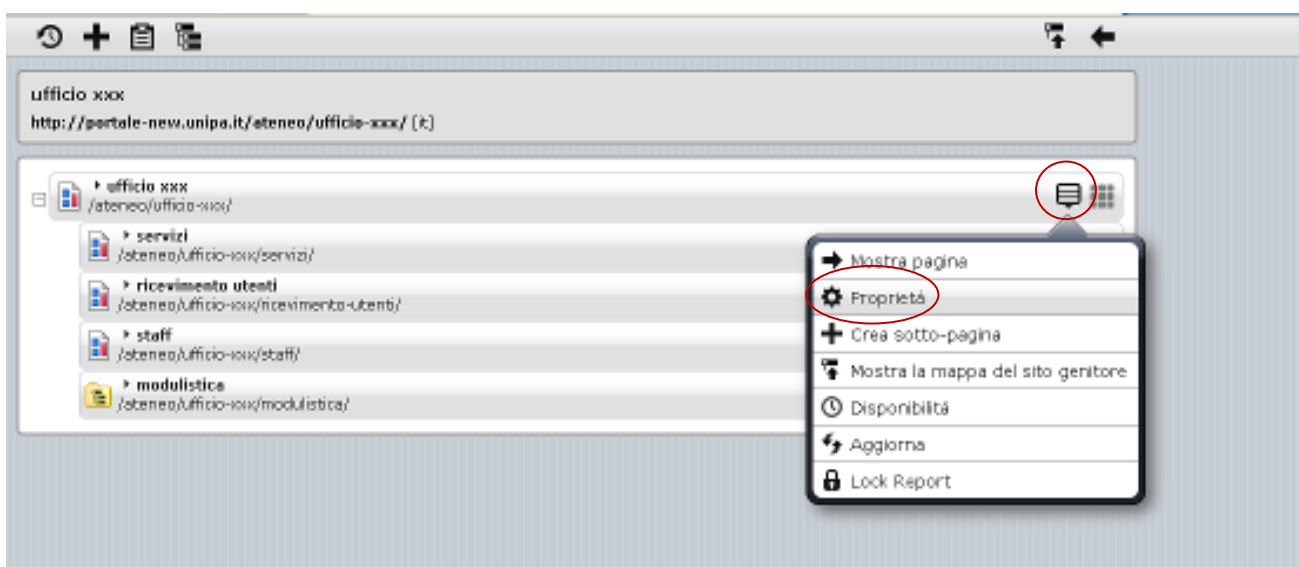 ufficio xxx
http://portale-new.unipa.it/ateneo/ufficio-xxx/ [it]
ufficio xxx
/ateneo/ufficio-xxx/
servizi
/ateneo/ufficio-xxx/servizi/
ricevimento utenti
/ateneo/ufficio-xxx/ricevimento-utenti/
staff
/ateneo/ufficio-xxx/staff/
modulistica
/ateneo/ufficio-xxx/modulistica/
Mostra pagina
Proprietà
Crea sotto-pagina
Mostra la mappa del sito genitore
Disponibilità
Aggiorna
Lock Report